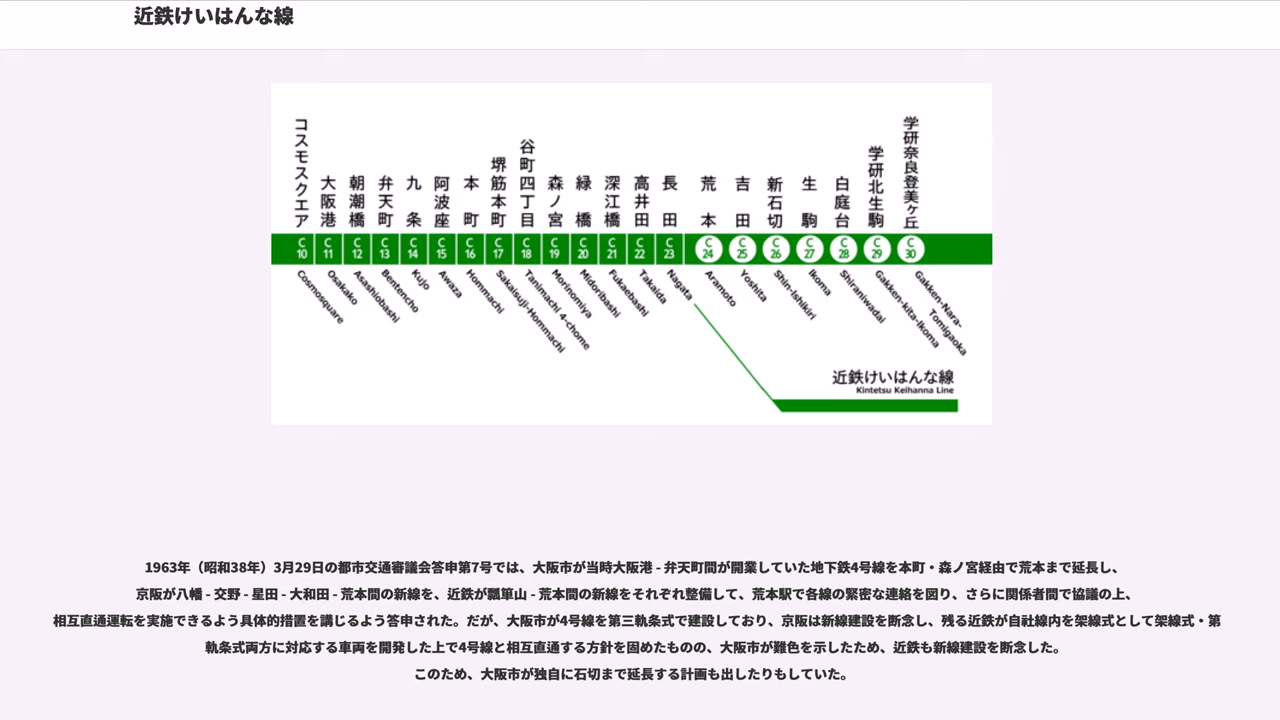 近鉄けいはんな線
コスモスクエア
大阪港
朝潮橋
弁天町
九条
阿波座
本町
堺筋本町
谷町四丁目
森ノ宮
緑橋
深江橋
高井田
長田
荒本
吉田
新石切
生駒
白庭台
学研北生駒
学研奈良登美ヶ丘
C 10
C 11
C 12
C 13
C 14
C 15
C 16
C 17
C 18
C 19
C 20
C 21
C 22
C 23
C 24
C 25
C 26
C 27
C 28
C 29
C 30
Cosmosquare
Osakako
Asashiobashi
Bentencho
Kujo
Awaza
Hommachi
Sakaisuji-Hommachi
Tanimachi 4-chome
Morinomiya
Midoribashi
Fukaebashi
Takaida
Nagata
Aramoto
Yoshita
Shin-Ishikiri
Ikoma
Shiraniwadai
Gakken-kita-Ikoma
Gakken-Nara-
Tomigaoka
近鉄けいはんな線
Kintetsu Keihanna Line
1963年（昭和38年）3月29日の都市交通審議会答申第7号では、大阪市が当時大阪港 - 弁天町間が開業していた地下鉄4号線を本町・森ノ宮経由で荒本まで延長し、
京阪が八幡 - 交野 - 星田 - 大和田 - 荒本間の新線を、近鉄が瓢箪山 - 荒本間の新線をそれぞれ整備して、荒本駅で各線の緊密な連絡を図り、さらに関係者間で協議の上、
相互直通運転を実施できるよう具体的措置を講じるよう答申された。だが、大阪市が4号線を第三軌条式で建設しており、京阪は新線建設を断念し、残る近鉄が自社線内を架線式として架線式・第
軌条式両方に対応する車両を開発した上で4号線と相互直通する方針を固めたものの、大阪市が難色を示したため、近鉄も新線建設を断念した。
このため、大阪市が独自に石切まで延長する計画も出したりもしていた。